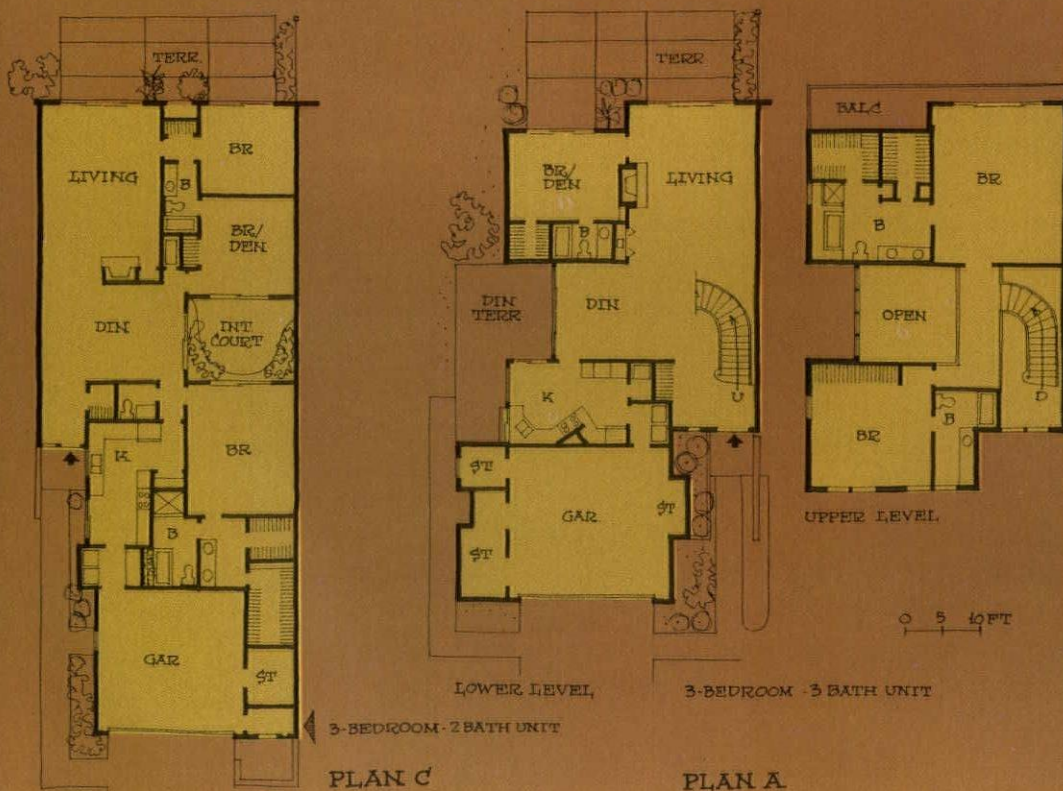 TERR.
LIVING
BR
B
BR/
DEN
DIN
INT.
COURT
K
BR
B
GAR
ST
3-BEDROOM - 2 BATH UNIT
PLAN C
TERR
BR/
DEN
LIVING
B
DIN
TERR
DIN
K
U
ST
GAR
ST
ST
LOWER LEVEL
3-BEDROOM - 3 BATH UNIT
PLAN A
BALC
BR
B
OPEN
D
BR
B
UPPER LEVEL
0 5 10 FT